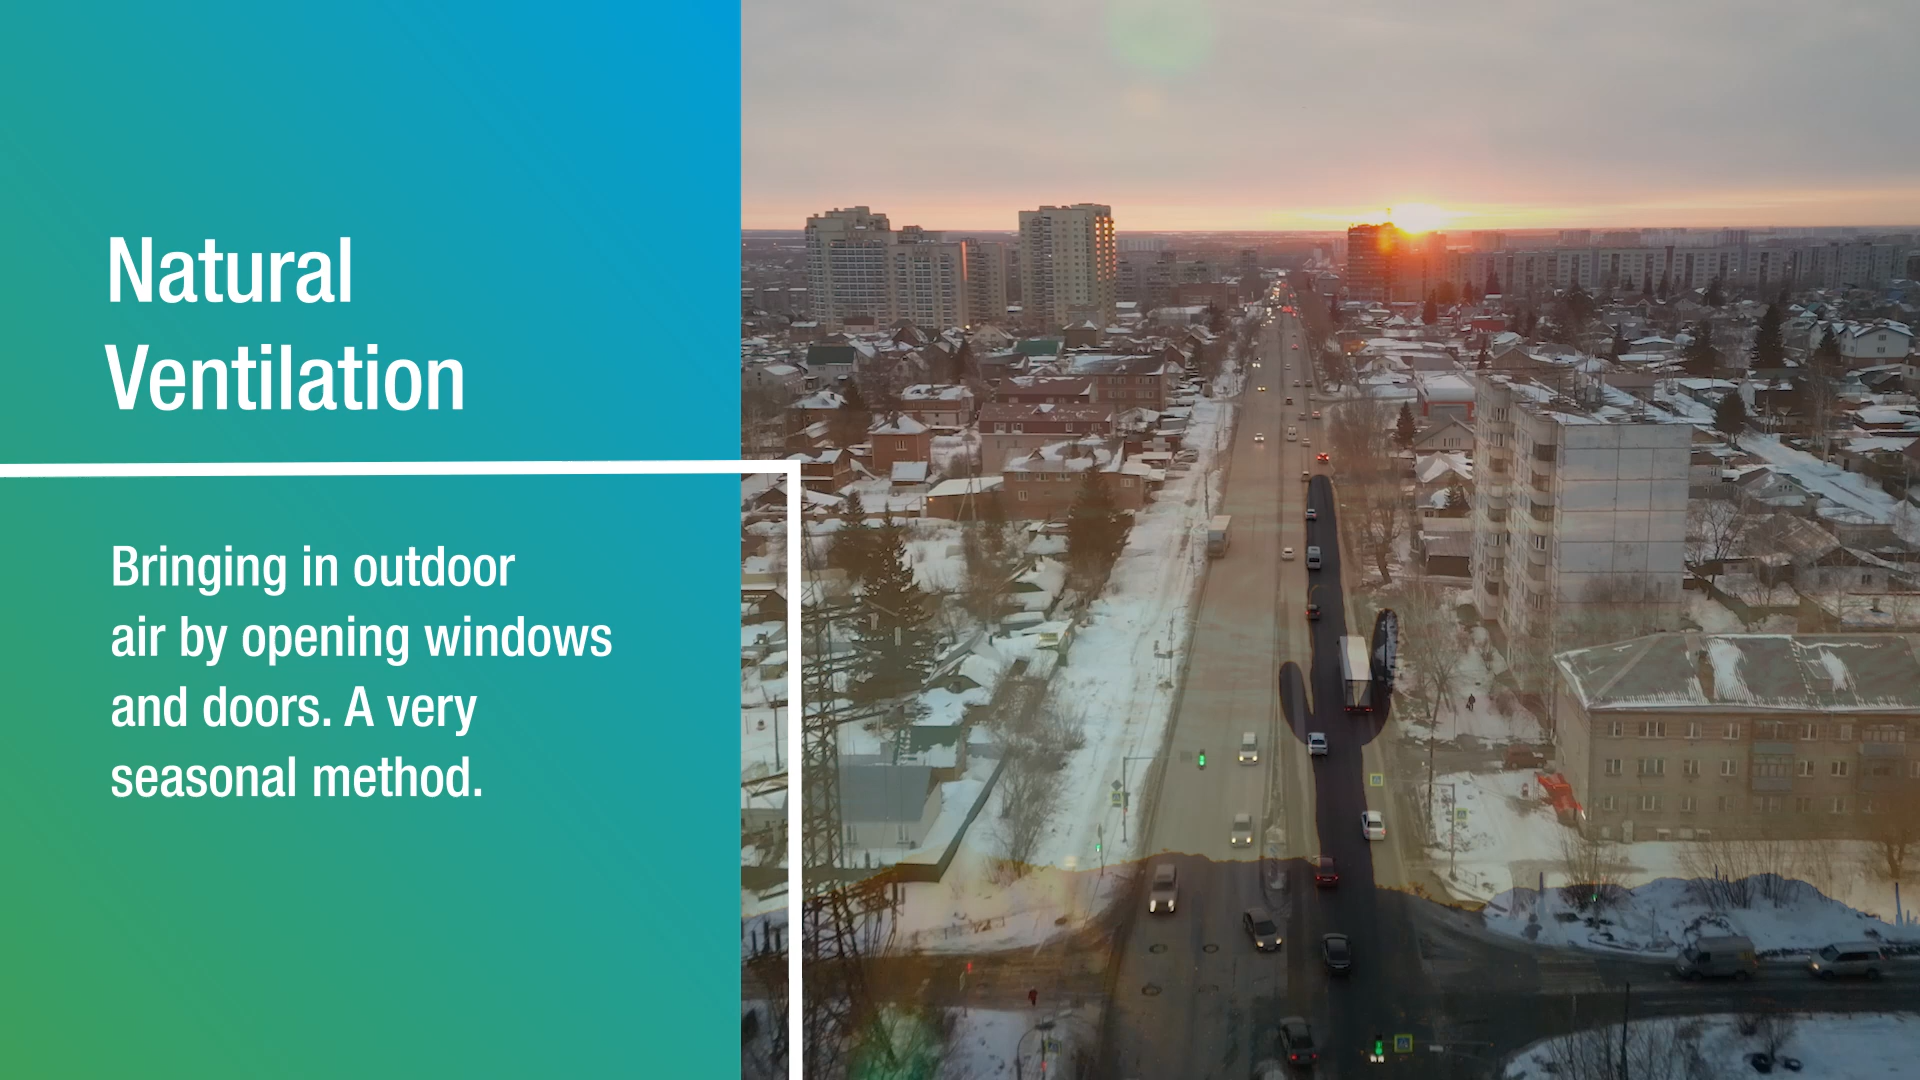 Natural
Ventilation
Bringing in outdoor
air by opening windows
and doors. A very
seasonal method.